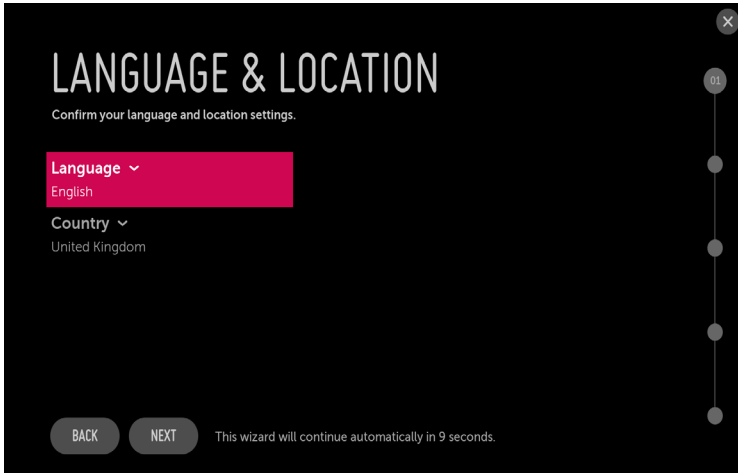 LANGUAGE & LOCATION
01
Confirm your language and location settings.
Language
English
Country
United Kingdom
BACK NEXT This wizard will continue automatically in 9 seconds.